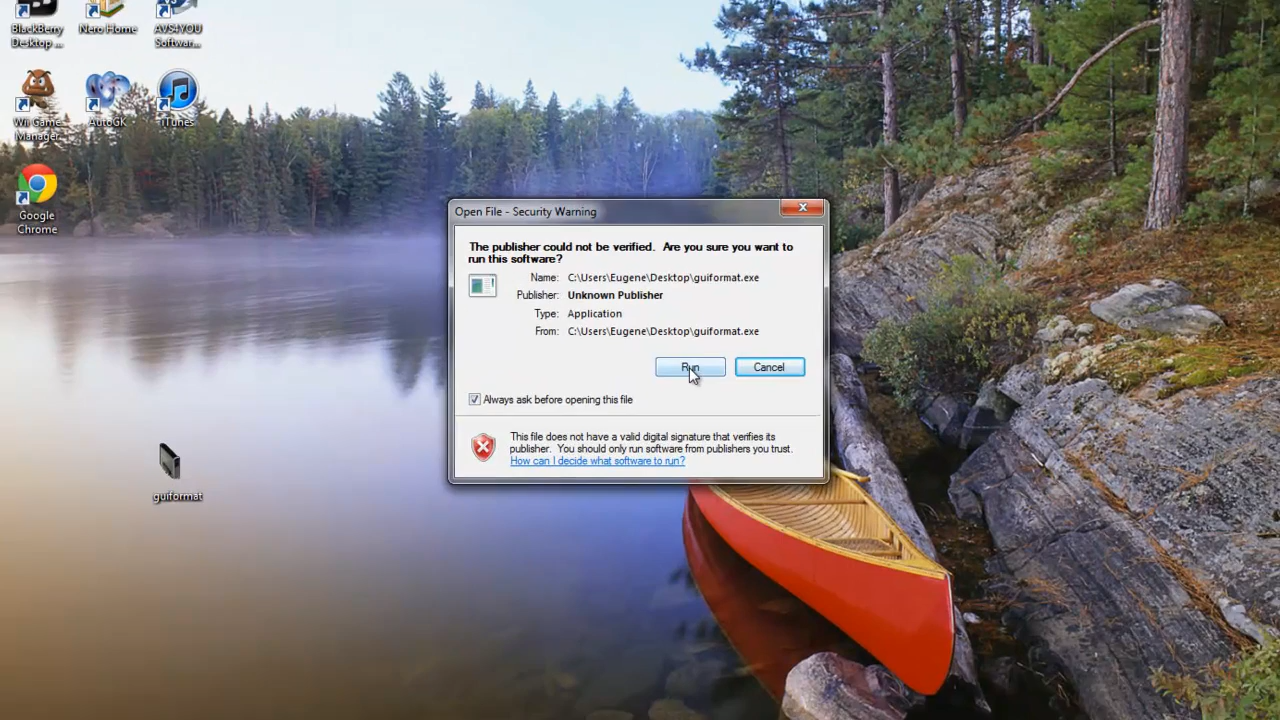 BlackBerry
Desktop ...
Nero Home
AVS4YOU
Softwar...
Wii Game
Manager
AutoGK
iTunes
Google
Chrome
guiformat
Open File - Security Warning
The publisher could not be verified.  Are you sure you want to
run this software?
Name: C:\Users\Eugene\Desktop\guiformat.exe
Publisher: Unknown Publisher
Type: Application
From: C:\Users\Eugene\Desktop\guiformat.exe
Run Cancel
Always ask before opening this file
This file does not have a valid digital signature that verifies its
publisher.  You should only run software from publishers you trust.
How can I decide what software to run?